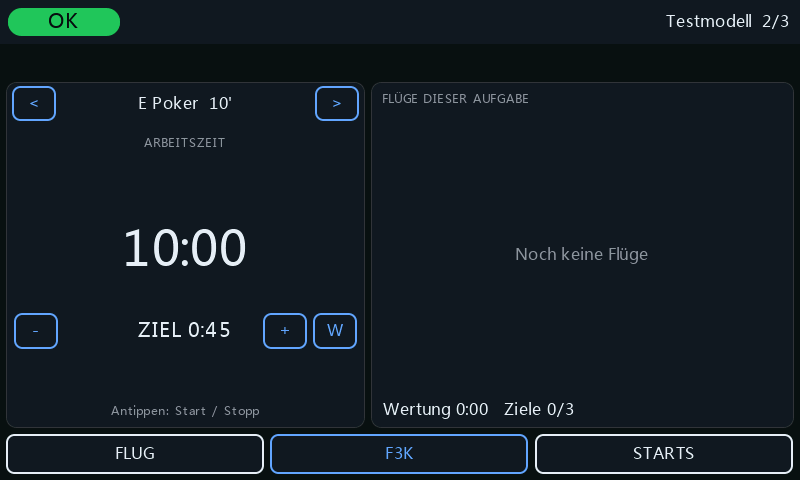 OK
Testmodell 2/3
< E Poker 10' >
ARBEITSZEIT
10:00
- ZIEL 0:45 + W
Antippen: Start / Stopp
FLÜGE DIESER AUFGABE
Noch keine Flüge
Wertung 0:00 Ziele 0/3
FLUG
F3K
STARTS